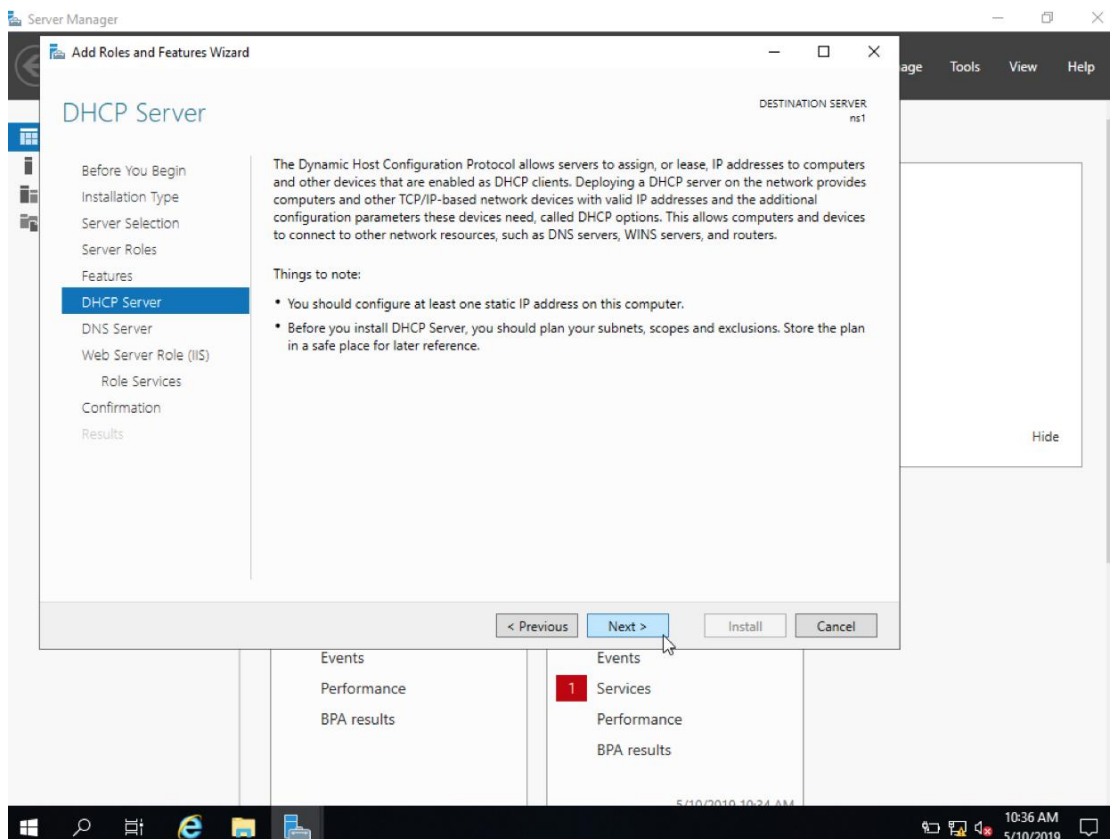 Server Manager
Add Roles and Features Wizard
age Tools View Help
DHCP Server
DESTINATION SERVER
ns1
Before You Begin
Installation Type
Server Selection
Server Roles
Features
DHCP Server
DNS Server
Web Server Role (IIS)
Role Services
Confirmation
Results
The Dynamic Host Configuration Protocol allows servers to assign, or lease, IP addresses to computers
and other devices that are enabled as DHCP clients. Deploying a DHCP server on the network provides
computers and other TCP/IP-based network devices with valid IP addresses and the additional
configuration parameters these devices need, called DHCP options. This allows computers and devices
to connect to other network resources, such as DNS servers, WINS servers, and routers.
Things to note:
• You should configure at least one static IP address on this computer.
• Before you install DHCP Server, you should plan your subnets, scopes and exclusions. Store the plan
in a safe place for later reference.
Hide
< Previous Next > Install Cancel
Events
Performance
BPA results
Events
1 Services
Performance
BPA results
5/10/2019 10:34 AM
10:36 AM
5/10/2019